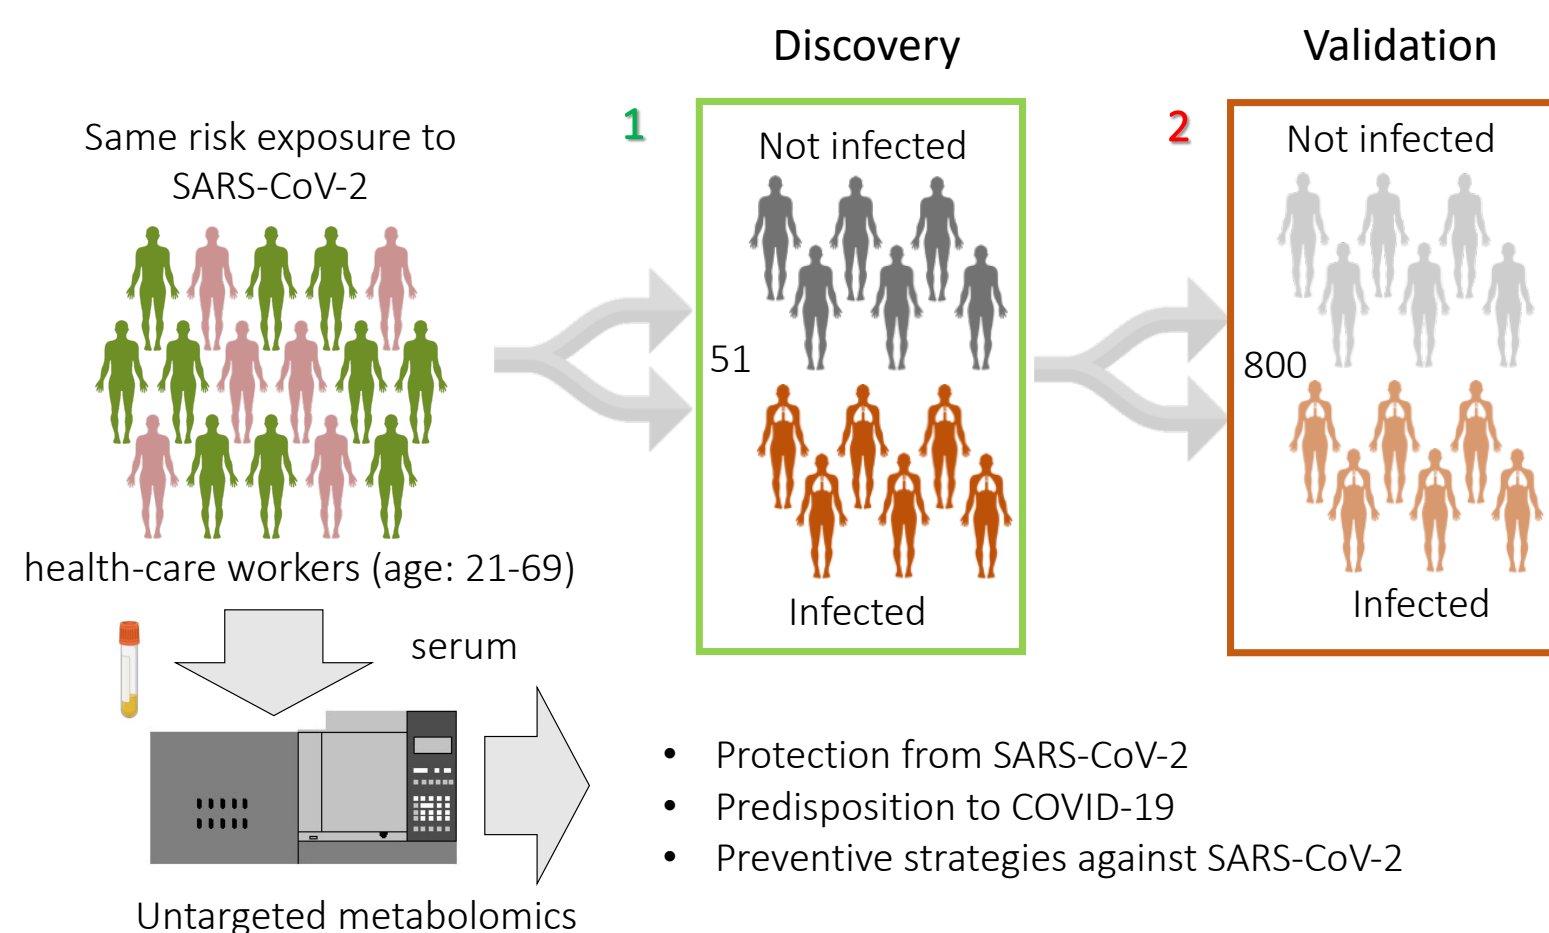 Discovery
Validation
Same risk exposure to
SARS-CoV-2
1
Not infected
51
Infected
2
Not infected
800
Infected
health-care workers (age: 21-69)
serum
Untargeted metabolomics
• Protection from SARS-CoV-2
• Predisposition to COVID-19
• Preventive strategies against SARS-CoV-2